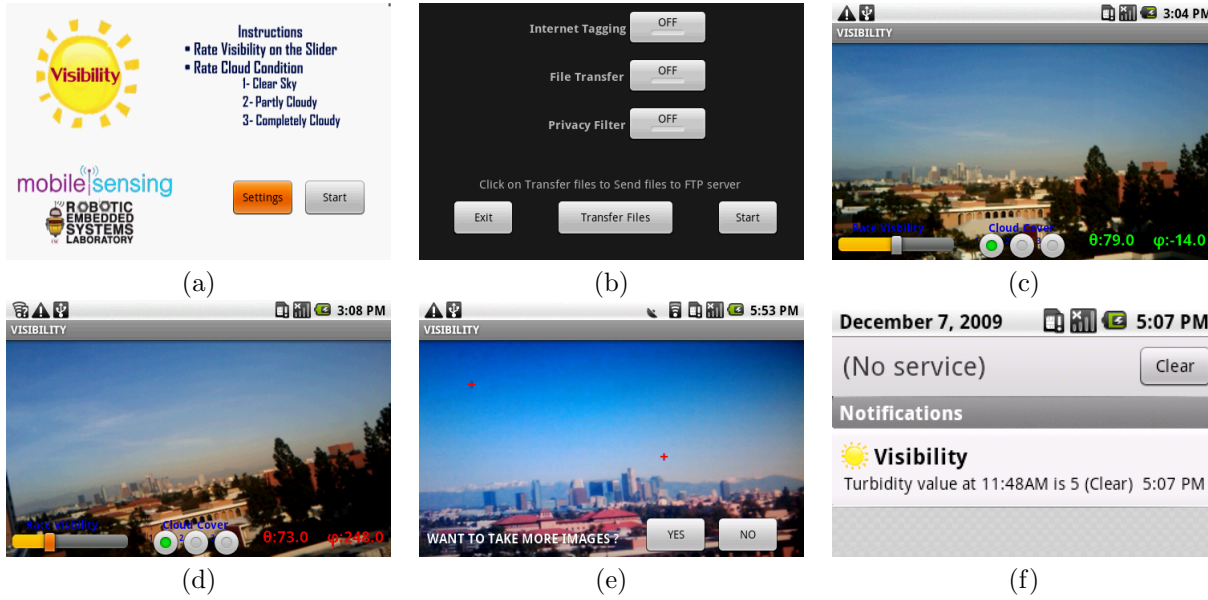 Visibility
Instructions
▪ Rate Visibility on the Slider
▪ Rate Cloud Condition
1- Clear Sky
2- Partly Cloudy
3- Completely Cloudy
mobile sensing
ROBOTIC
EMBEDDED
SYSTEMS
LABORATORY
Settings
Start
(a)
Internet Tagging OFF
File Transfer OFF
Privacy Filter OFF
Click on Transfer files to Send files to FTP server
Exit
Transfer Files
Start
(b)
3:04 PM
VISIBILITY
Rate Visibility
Cloud Cover
θ:79.0 φ:-14.0
(c)
3:08 PM
VISIBILITY
Rate Visibility
Cloud Cover
θ:73.0 φ:248.0
(d)
5:53 PM
VISIBILITY
WANT TO TAKE MORE IMAGES ?
YES
NO
(e)
December 7, 2009 5:07 PM
(No service)
Clear
Notifications
Visibility
Turbidity value at 11:48AM is 5 (Clear) 5:07 PM
(f)